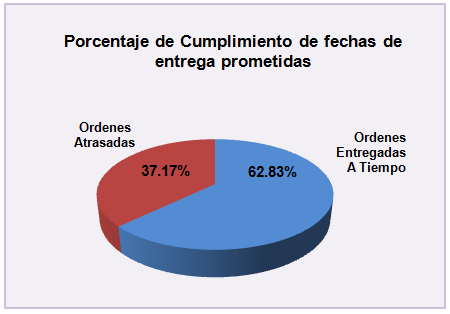 Porcentaje de Cumplimiento de fechas de
entrega prometidas
Ordenes
Atrasadas
Ordenes
Entregadas
A Tiempo
37.17%
62.83%